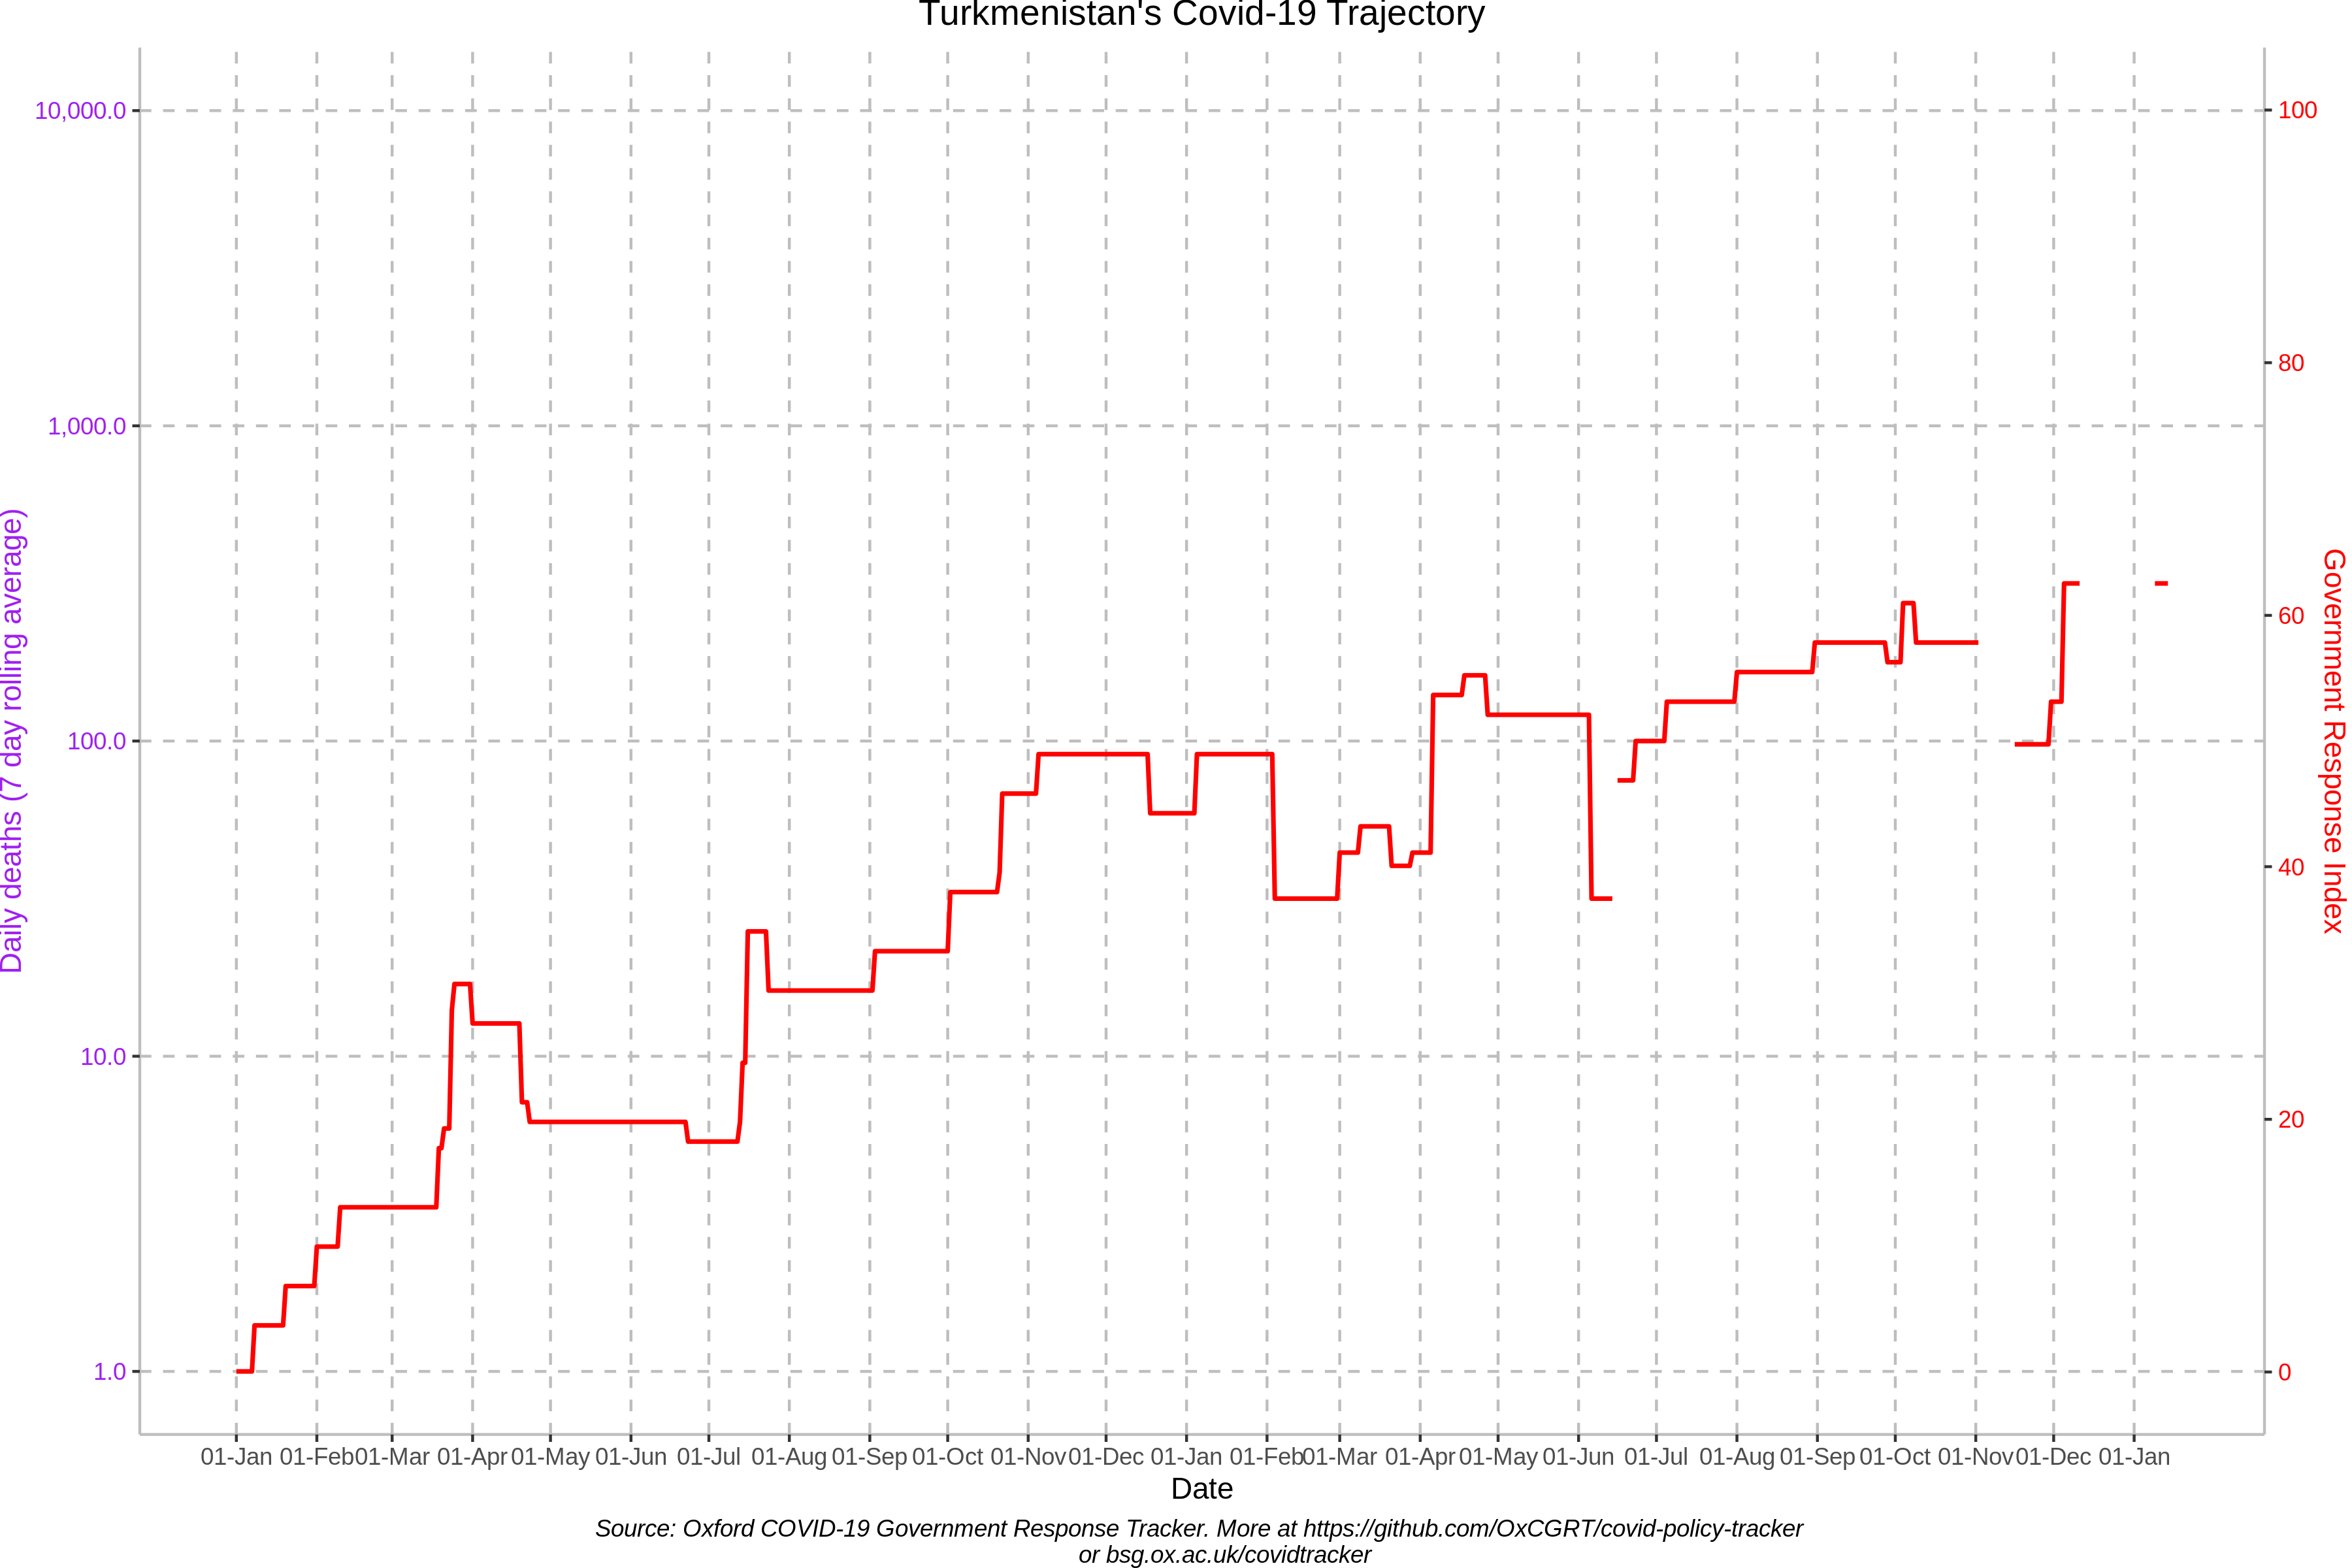 Turkmenistan's Covid-19 Trajectory
10,000.0
1,000.0
100.0
10.0
1.0
Daily deaths (7 day rolling average)
100
80
60
40
20
0
Government Response Index
01-Jan 01-Feb 01-Mar 01-Apr 01-May 01-Jun 01-Jul 01-Aug 01-Sep 01-Oct 01-Nov 01-Dec 01-Jan 01-Feb 01-Mar 01-Apr 01-May 01-Jun 01-Jul 01-Aug 01-Sep 01-Oct 01-Nov 01-Dec 01-Jan
Date
Source: Oxford COVID-19 Government Response Tracker. More at https://github.com/OxCGRT/covid-policy-tracker
or bsg.ox.ac.uk/covidtracker